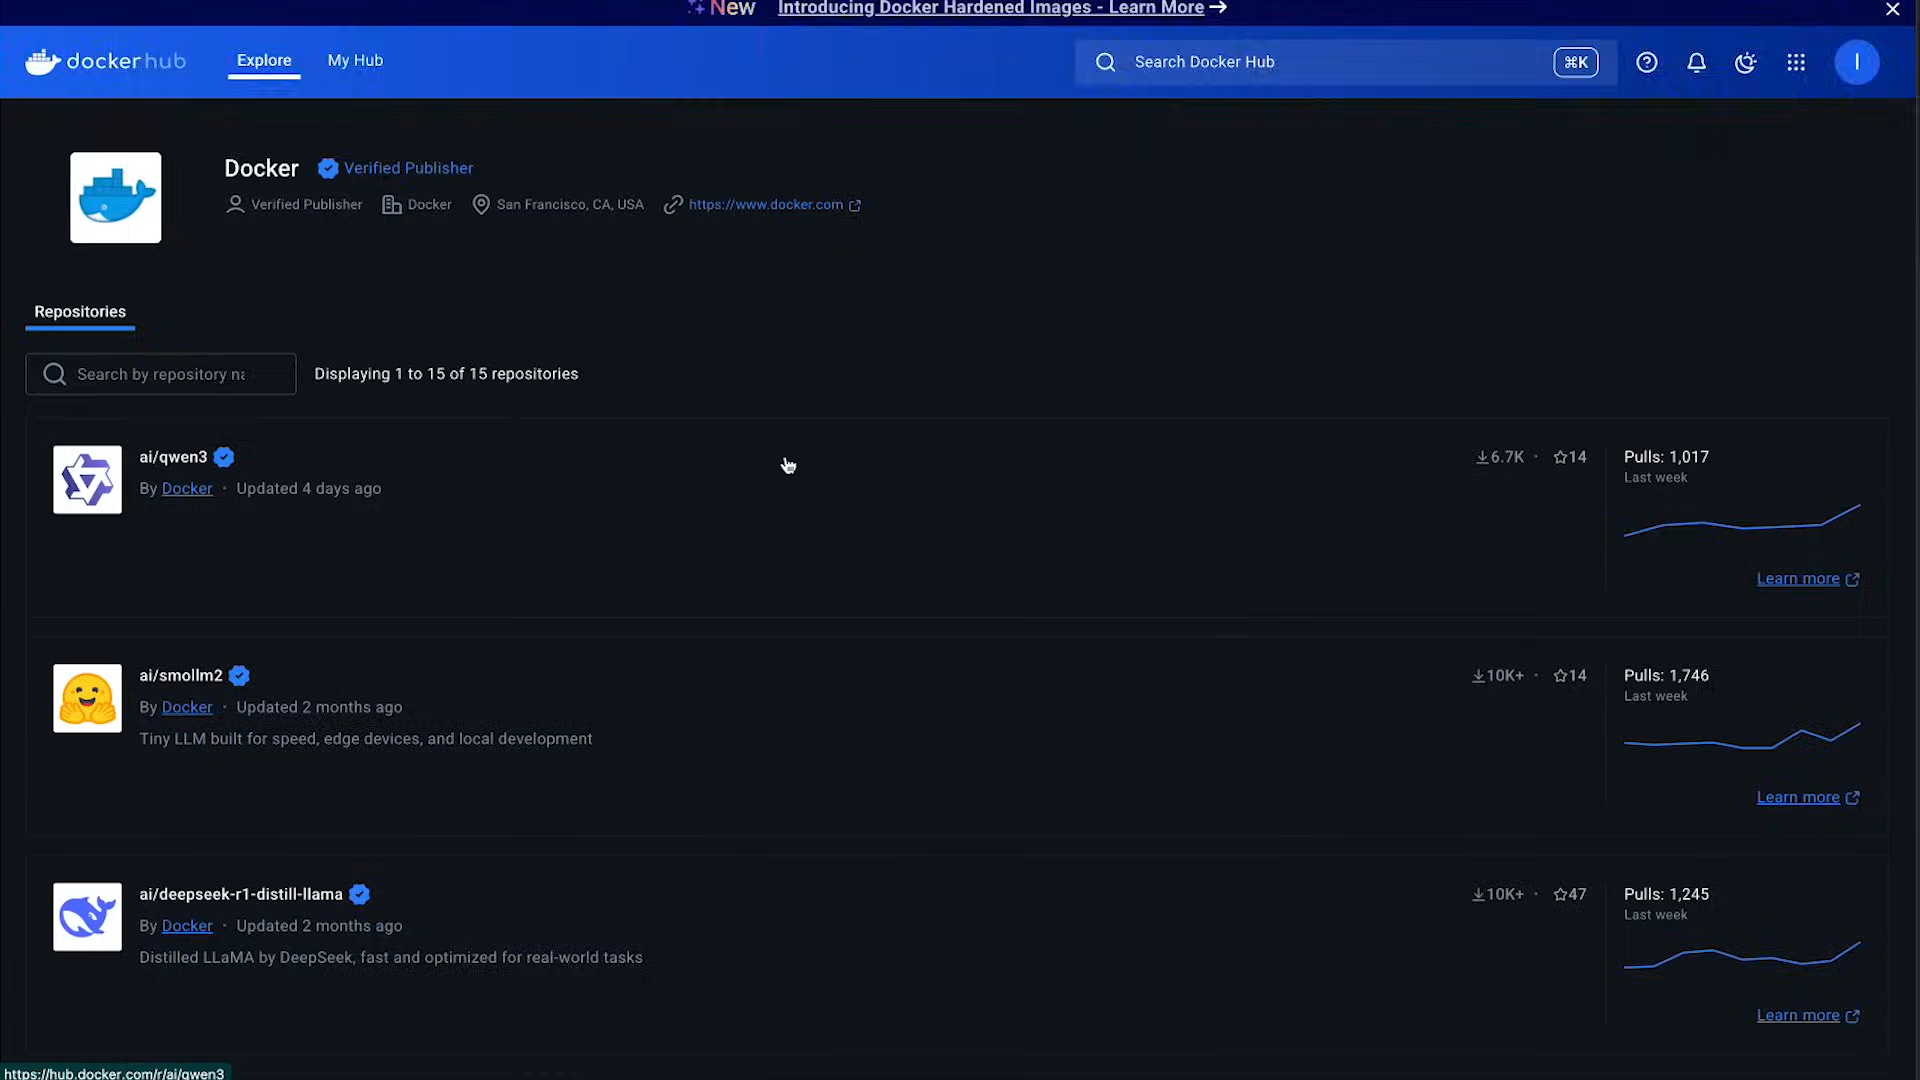 New Introducing Docker Hardened Images - Learn More →
dockerhub
Explore
My Hub
Search Docker Hub
⌘K
I
Docker Verified Publisher
Verified Publisher Docker San Francisco, CA, USA https://www.docker.com
Repositories
Search by repository na
Displaying 1 to 15 of 15 repositories
ai/qwen3
By Docker · Updated 4 days ago
6.7K · 14
Pulls: 1,017
Last week
Learn more
ai/smollm2
By Docker · Updated 2 months ago
Tiny LLM built for speed, edge devices, and local development
10K+ · 14
Pulls: 1,746
Last week
Learn more
ai/deepseek-r1-distill-llama
By Docker · Updated 2 months ago
Distilled LLaMA by DeepSeek, fast and optimized for real-world tasks
10K+ · 47
Pulls: 1,245
Last week
Learn more
https://hub.docker.com/r/ai/qwen3